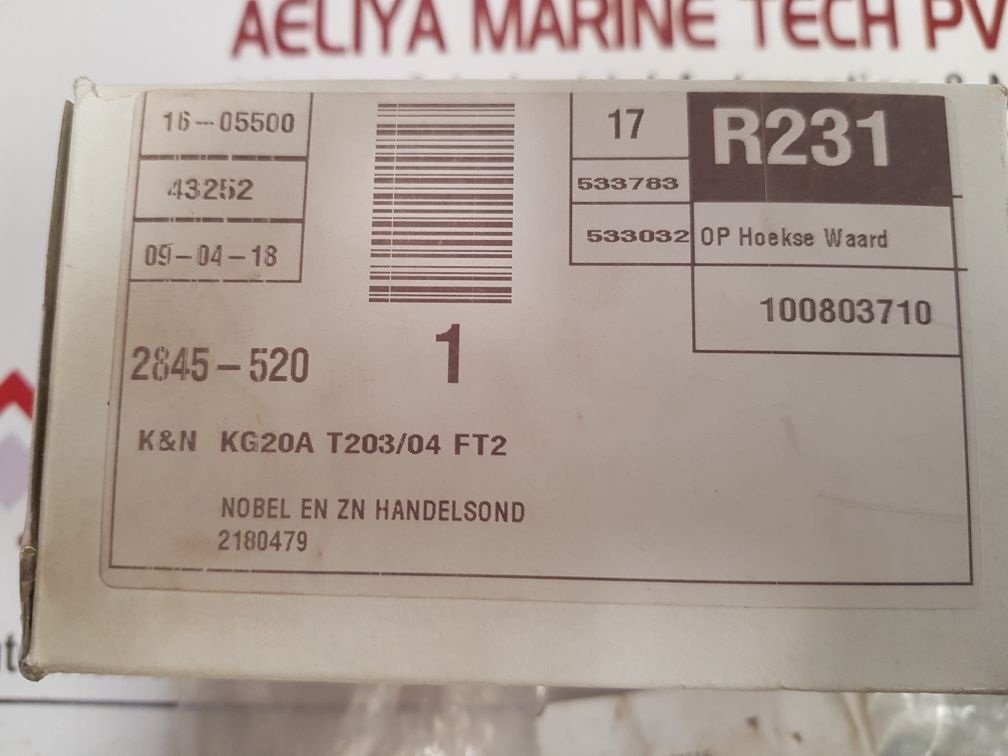 AELIYA MARINE TECH PV
16-05500
43252
09-04-18
17
533783
533032
R231
OP Hoekse Waard
100803710
1
2845-520
K&N KG20A T203/04 FT2
NOBEL EN ZN HANDELSOND
2180479